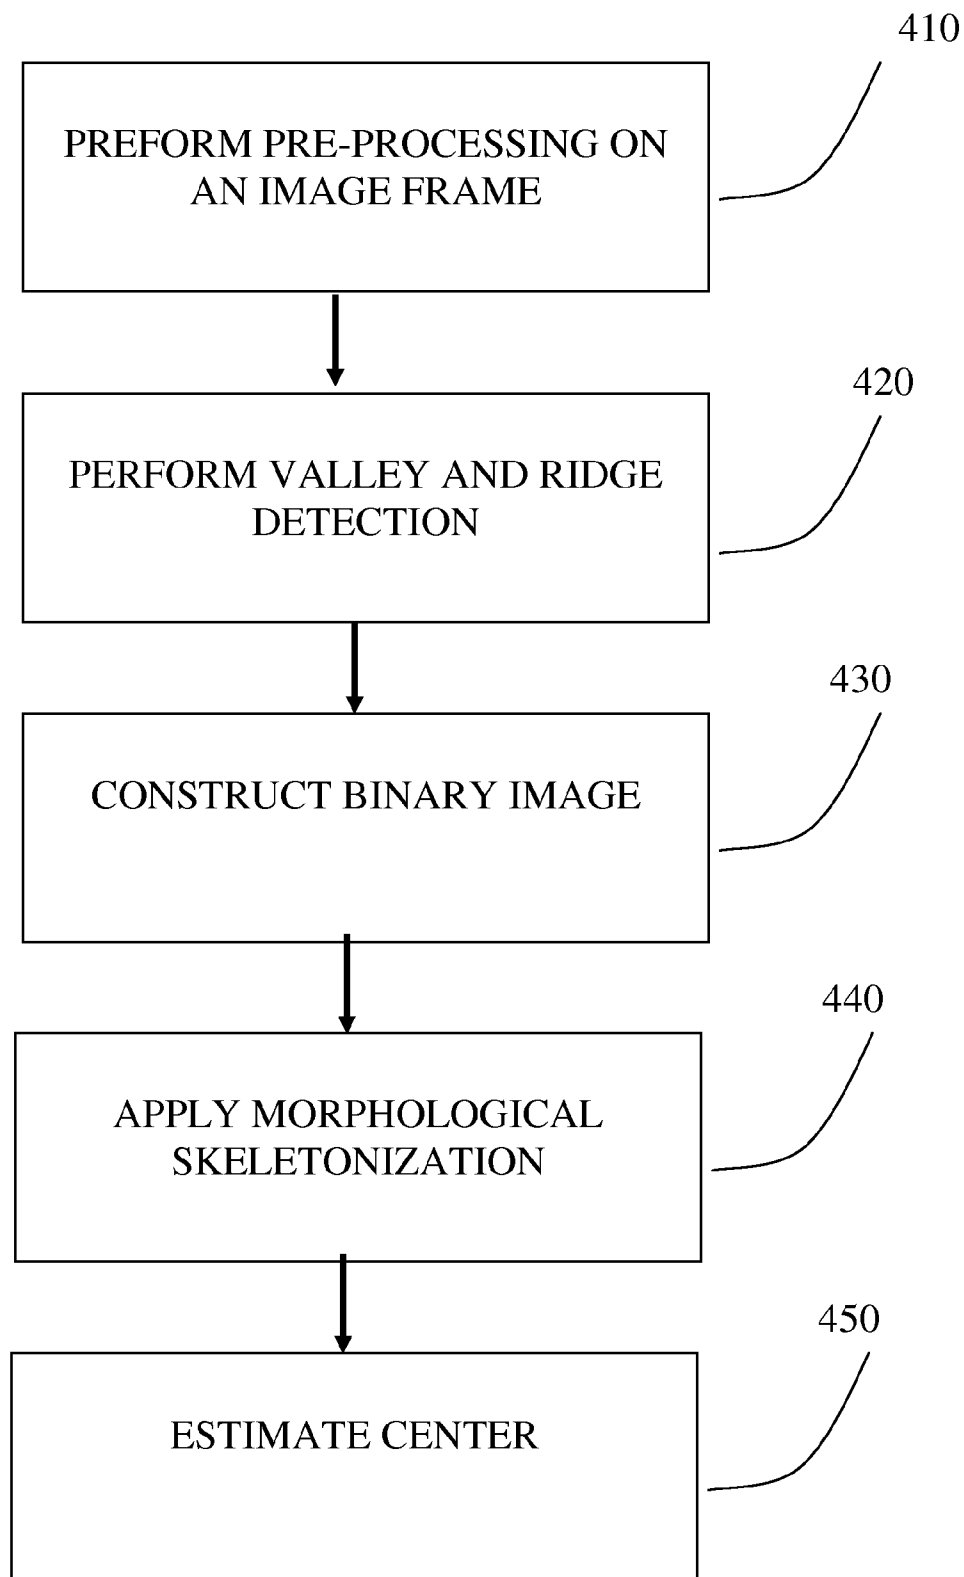 410
PREFORM PRE-PROCESSING ON
AN IMAGE FRAME
420
PERFORM VALLEY AND RIDGE
DETECTION
430
CONSTRUCT BINARY IMAGE
440
APPLY MORPHOLOGICAL
SKELETONIZATION
450
ESTIMATE CENTER